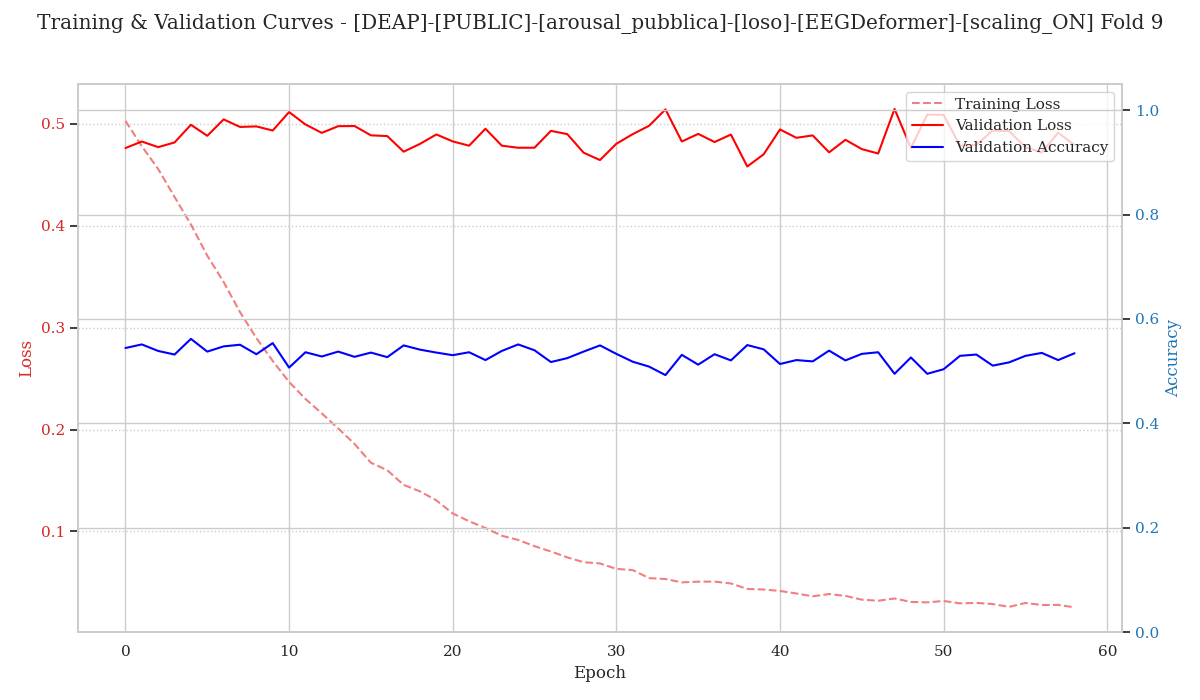 Training & Validation Curves - [DEAP]-[PUBLIC]-[arousal_pubblica]-[loso]-[EEGDeformer]-[scaling_ON] Fold 9
Training Loss
Validation Loss
Validation Accuracy
0.5
0.4
0.3
0.2
0.1
Loss
1.0
0.8
0.6
0.4
0.2
0.0
Accuracy
0
10
20
30
40
50
60
Epoch